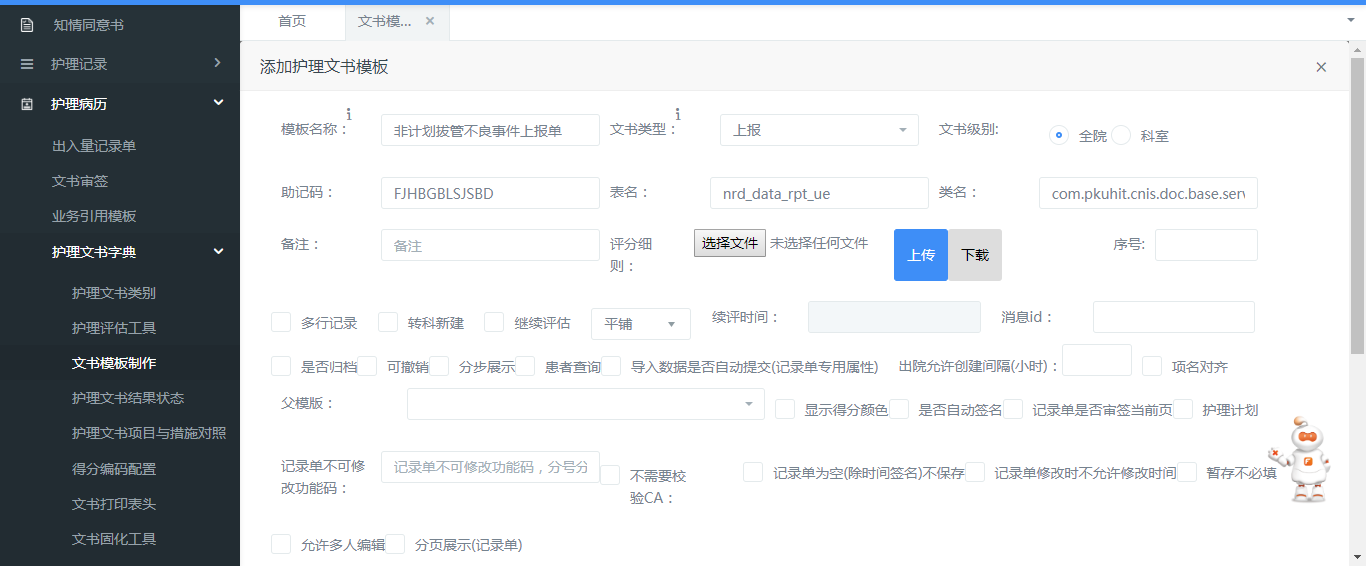 知情同意书
护理记录
护理病历
出入量记录单
文书审签
业务引用模板
护理文书字典
护理文书类别
护理评估工具
文书模板制作
护理文书结果状态
护理文书项目与措施对照
得分编码配置
文书打印表头
文书固化工具
首页 文书模...
添加护理文书模板
模板名称： 非计划拔管不良事件上报单 文书类型： 上报 文书级别: 全院 科室
助记码： FJHBGBLSJSBD 表名： nrd_data_rpt_ue 类名： com.pkuhit.cnis.doc.base.serv
备注： 备注 评分细
则： 选择文件 未选择任何文件 上传 下载 序号:
多行记录 转科新建 继续评估 平铺 续评时间： 消息id：
是否归档 可撤销 分步展示 患者查询 导入数据是否自动提交(记录单专用属性) 出院允许创建间隔(小时)： 项名对齐
父模版： 显示得分颜色 是否自动签名 记录单是否审签当前页 护理计划
记录单不可修
改功能码： 记录单不可修改功能码，分号分 不需要校
验CA： 记录单为空(除时间签名)不保存 记录单修改时不允许修改时间 暂存不必填
允许多人编辑 分页展示(记录单)